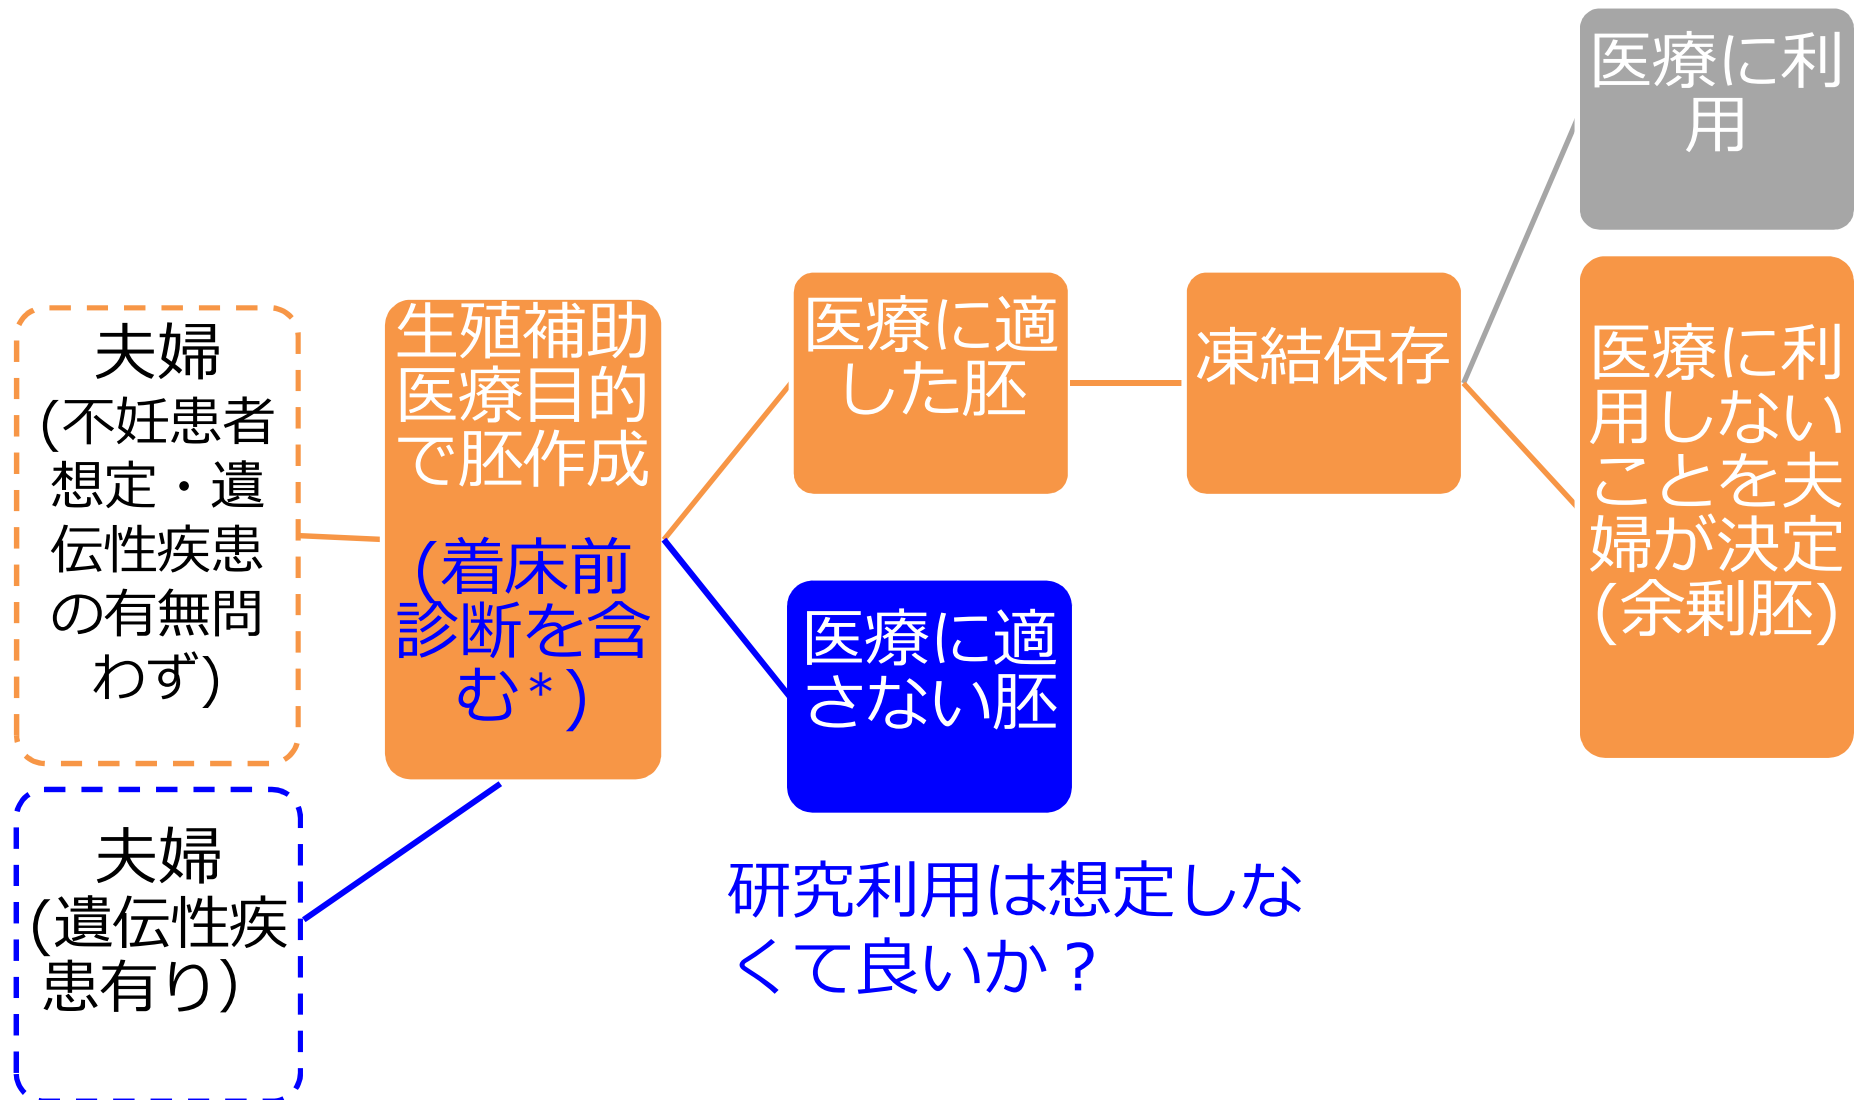 夫婦
(不妊患者
想定・遺
伝性疾患
の有無問
わず)
夫婦
(遺伝性疾
患有り）
生殖補助
医療目的
で胚作成
(着床前
診断を含
む*)
医療に適
した胚
医療に適
さない胚
研究利用は想定しな
くて良いか？
凍結保存
医療に利
用
医療に利
用しない
ことを夫
婦が決定
(余剰胚)